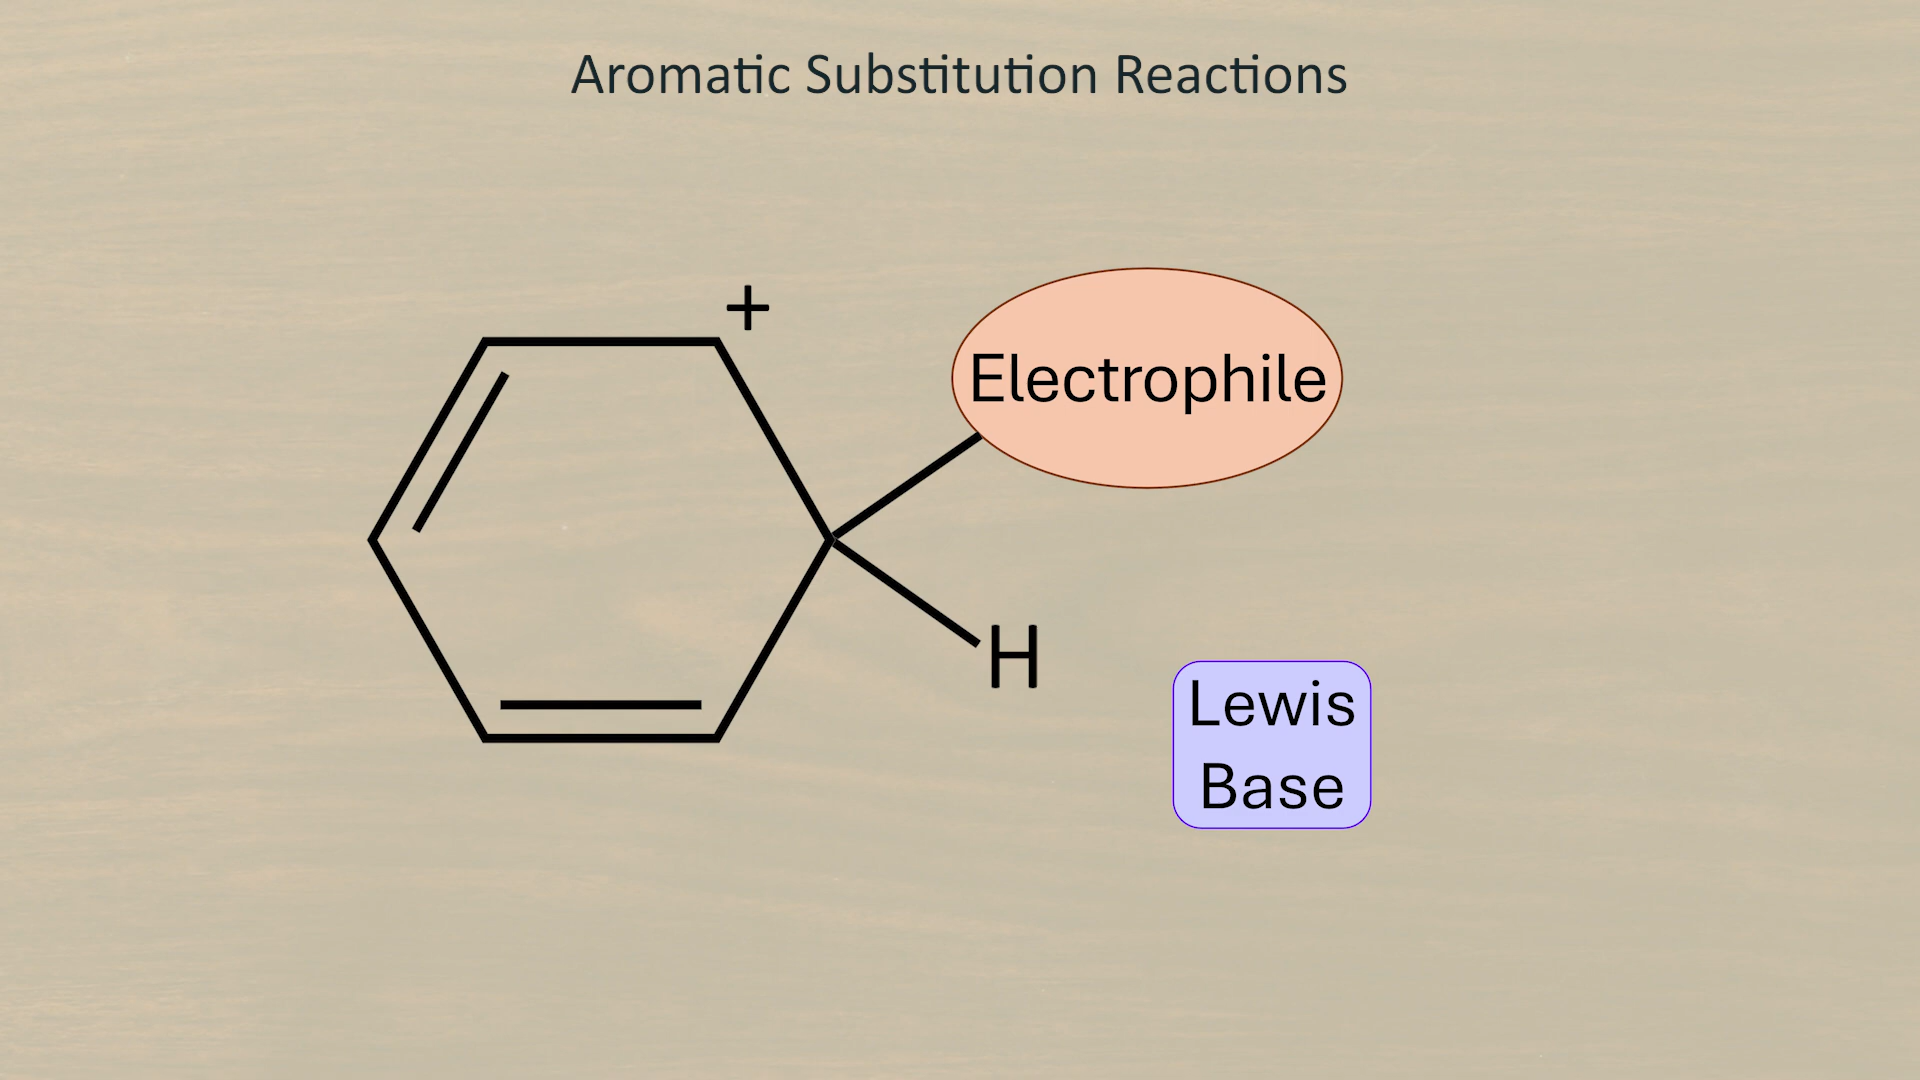 Aromatic Substitution Reactions
+
Electrophile
H
Lewis
Base